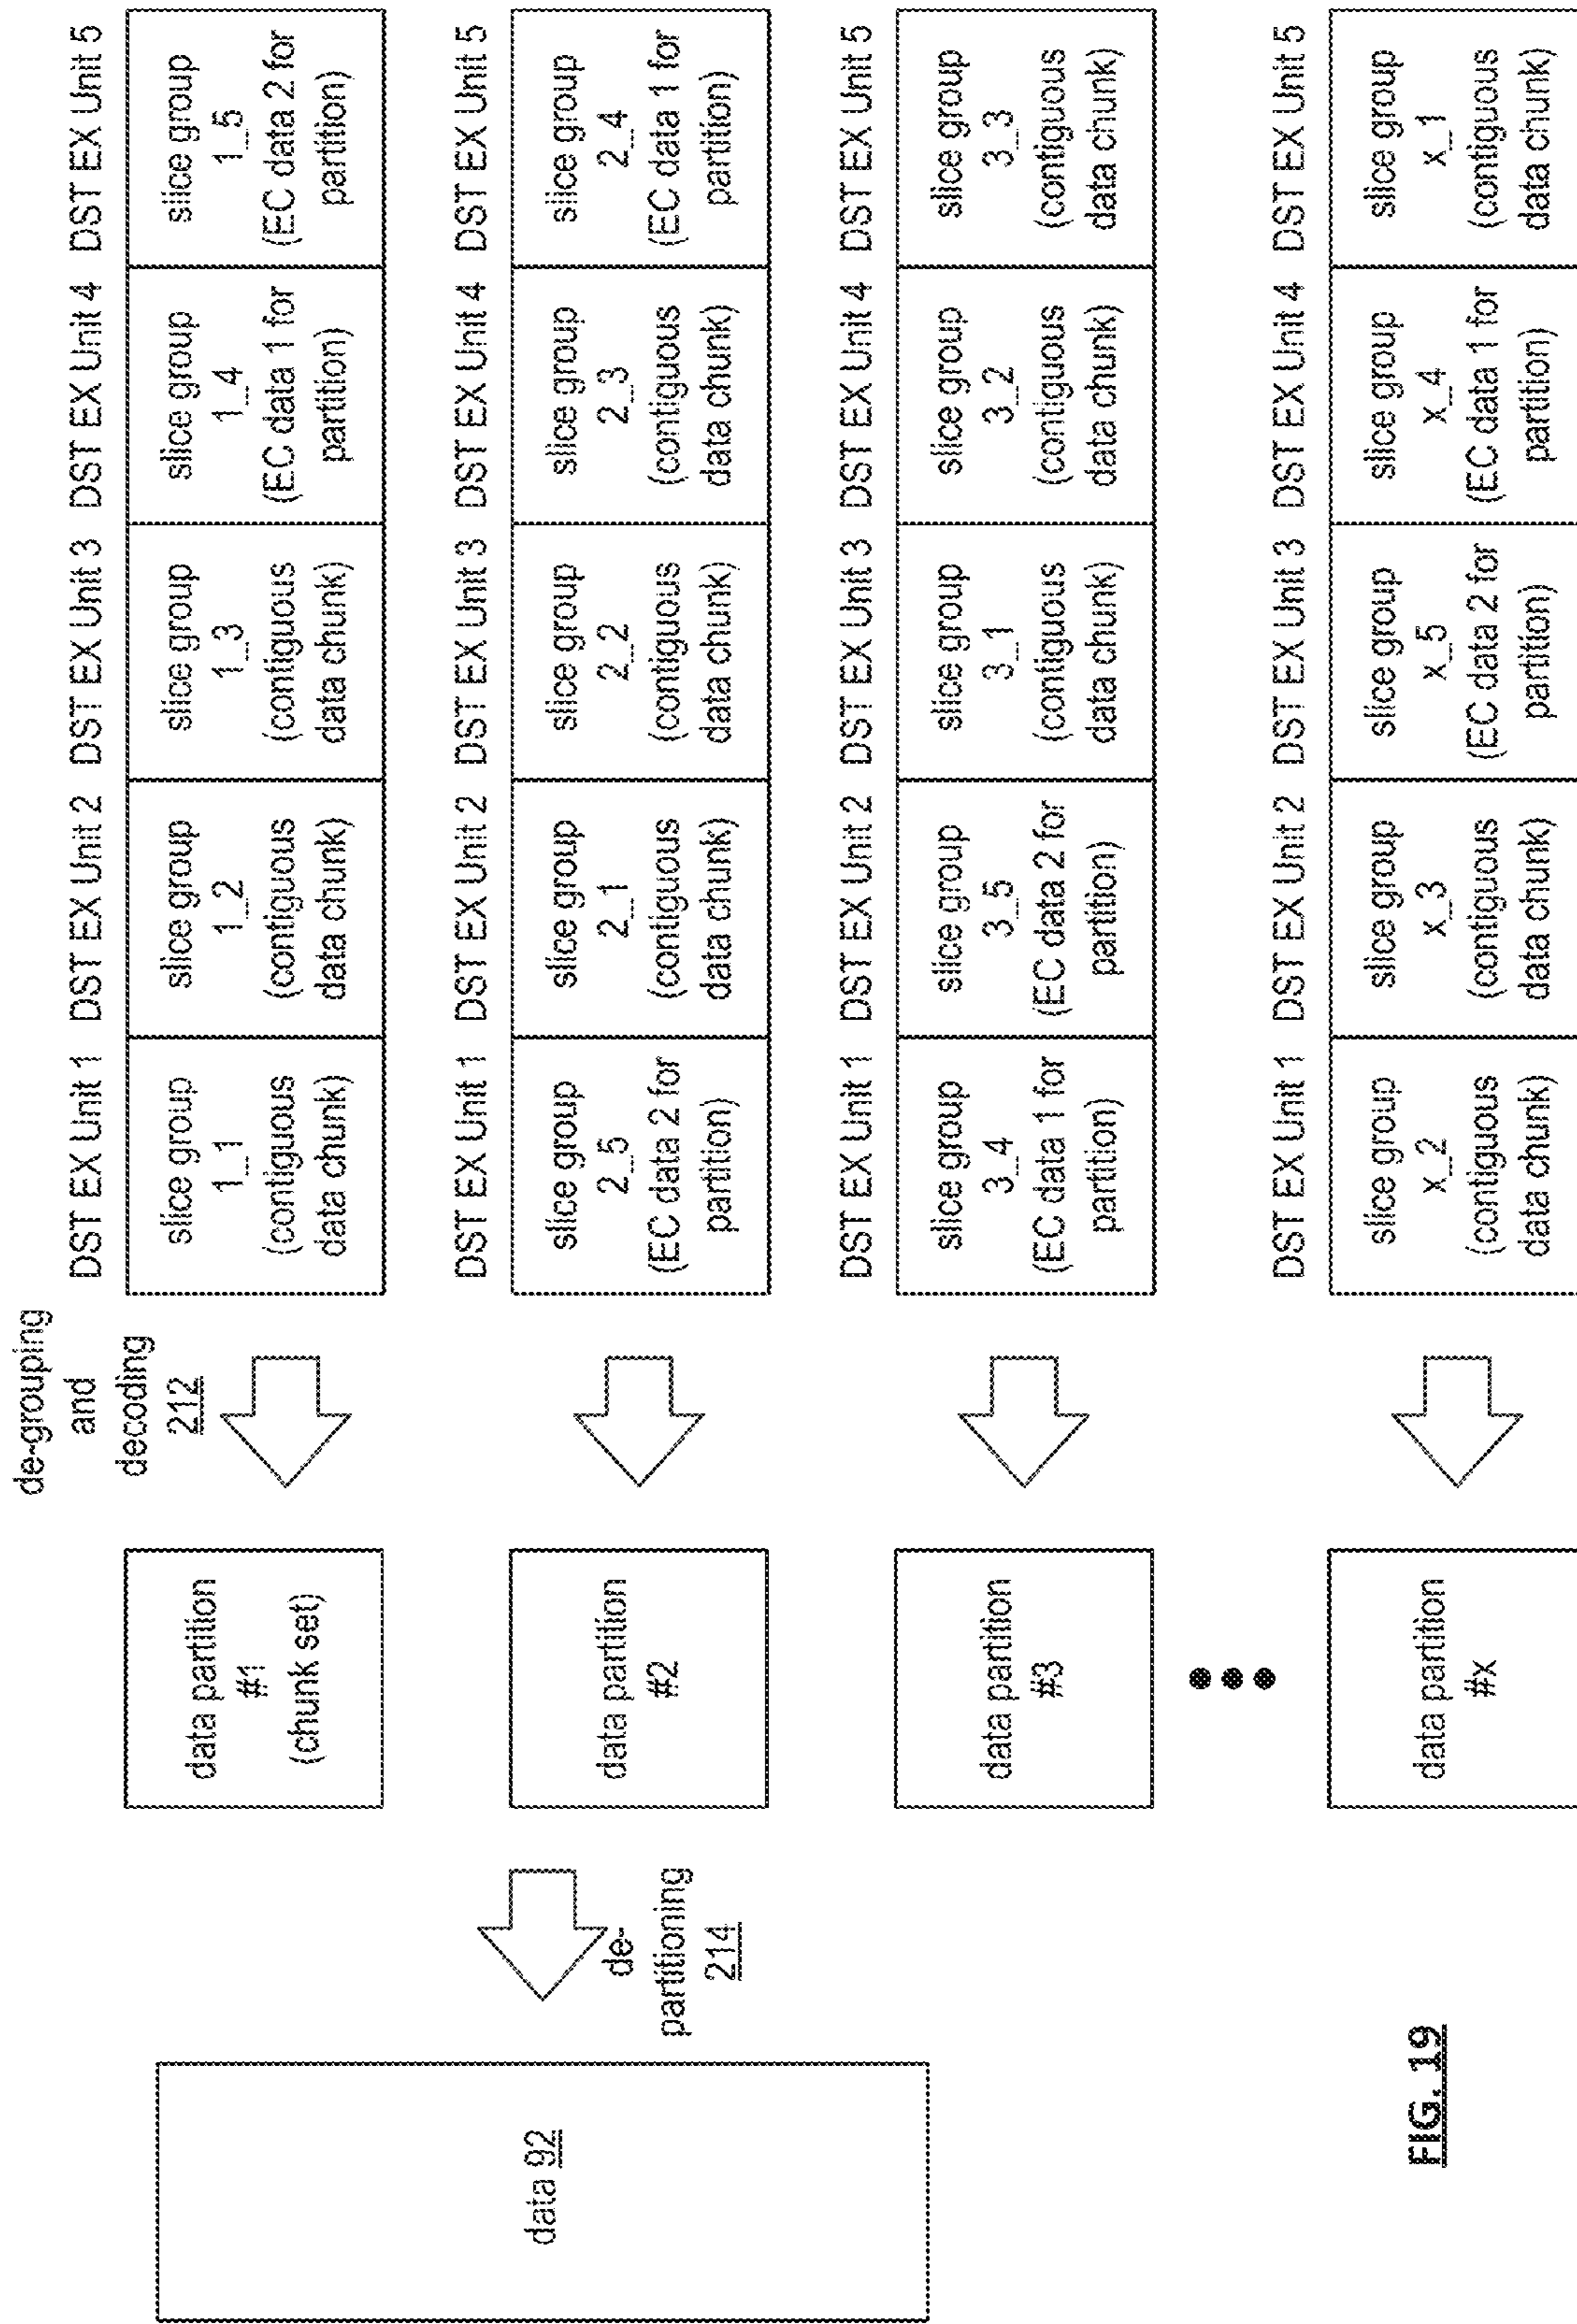 de-grouping
and
decoding
212
DST EX Unit 1 DST EX Unit 2 DST EX Unit 3 DST EX Unit 4 DST EX Unit 5
data partition
#1
(chunk set)
slice group
1_1
(contiguous
data chunk)
slice group
1_2
(contiguous
data chunk)
slice group
1_3
(contiguous
data chunk)
slice group
1_4
(EC data 1 for
partition)
slice group
1_5
(EC data 2 for
partition)
DST EX Unit 1 DST EX Unit 2 DST EX Unit 3 DST EX Unit 4 DST EX Unit 5
data 92
de-
partitioning
214
data partition
#2
slice group
2_5
(EC data 2 for
partition)
slice group
2_1
(contiguous
data chunk)
slice group
2_2
(contiguous
data chunk)
slice group
2_3
(contiguous
data chunk)
slice group
2_4
(EC data 1 for
partition)
DST EX Unit 1 DST EX Unit 2 DST EX Unit 3 DST EX Unit 4 DST EX Unit 5
data partition
#3
slice group
3_4
(EC data 1 for
partition)
slice group
3_5
(EC data 2 for
partition)
slice group
3_1
(contiguous
data chunk)
slice group
3_2
(contiguous
data chunk)
slice group
3_3
(contiguous
data chunk)
DST EX Unit 1 DST EX Unit 2 DST EX Unit 3 DST EX Unit 4 DST EX Unit 5
data partition
#x
slice group
x_2
(contiguous
data chunk)
slice group
x_3
(contiguous
data chunk)
slice group
x_5
(EC data 2 for
partition)
slice group
x_4
(EC data 1 for
partition)
slice group
x_1
(contiguous
data chunk)
FIG. 19